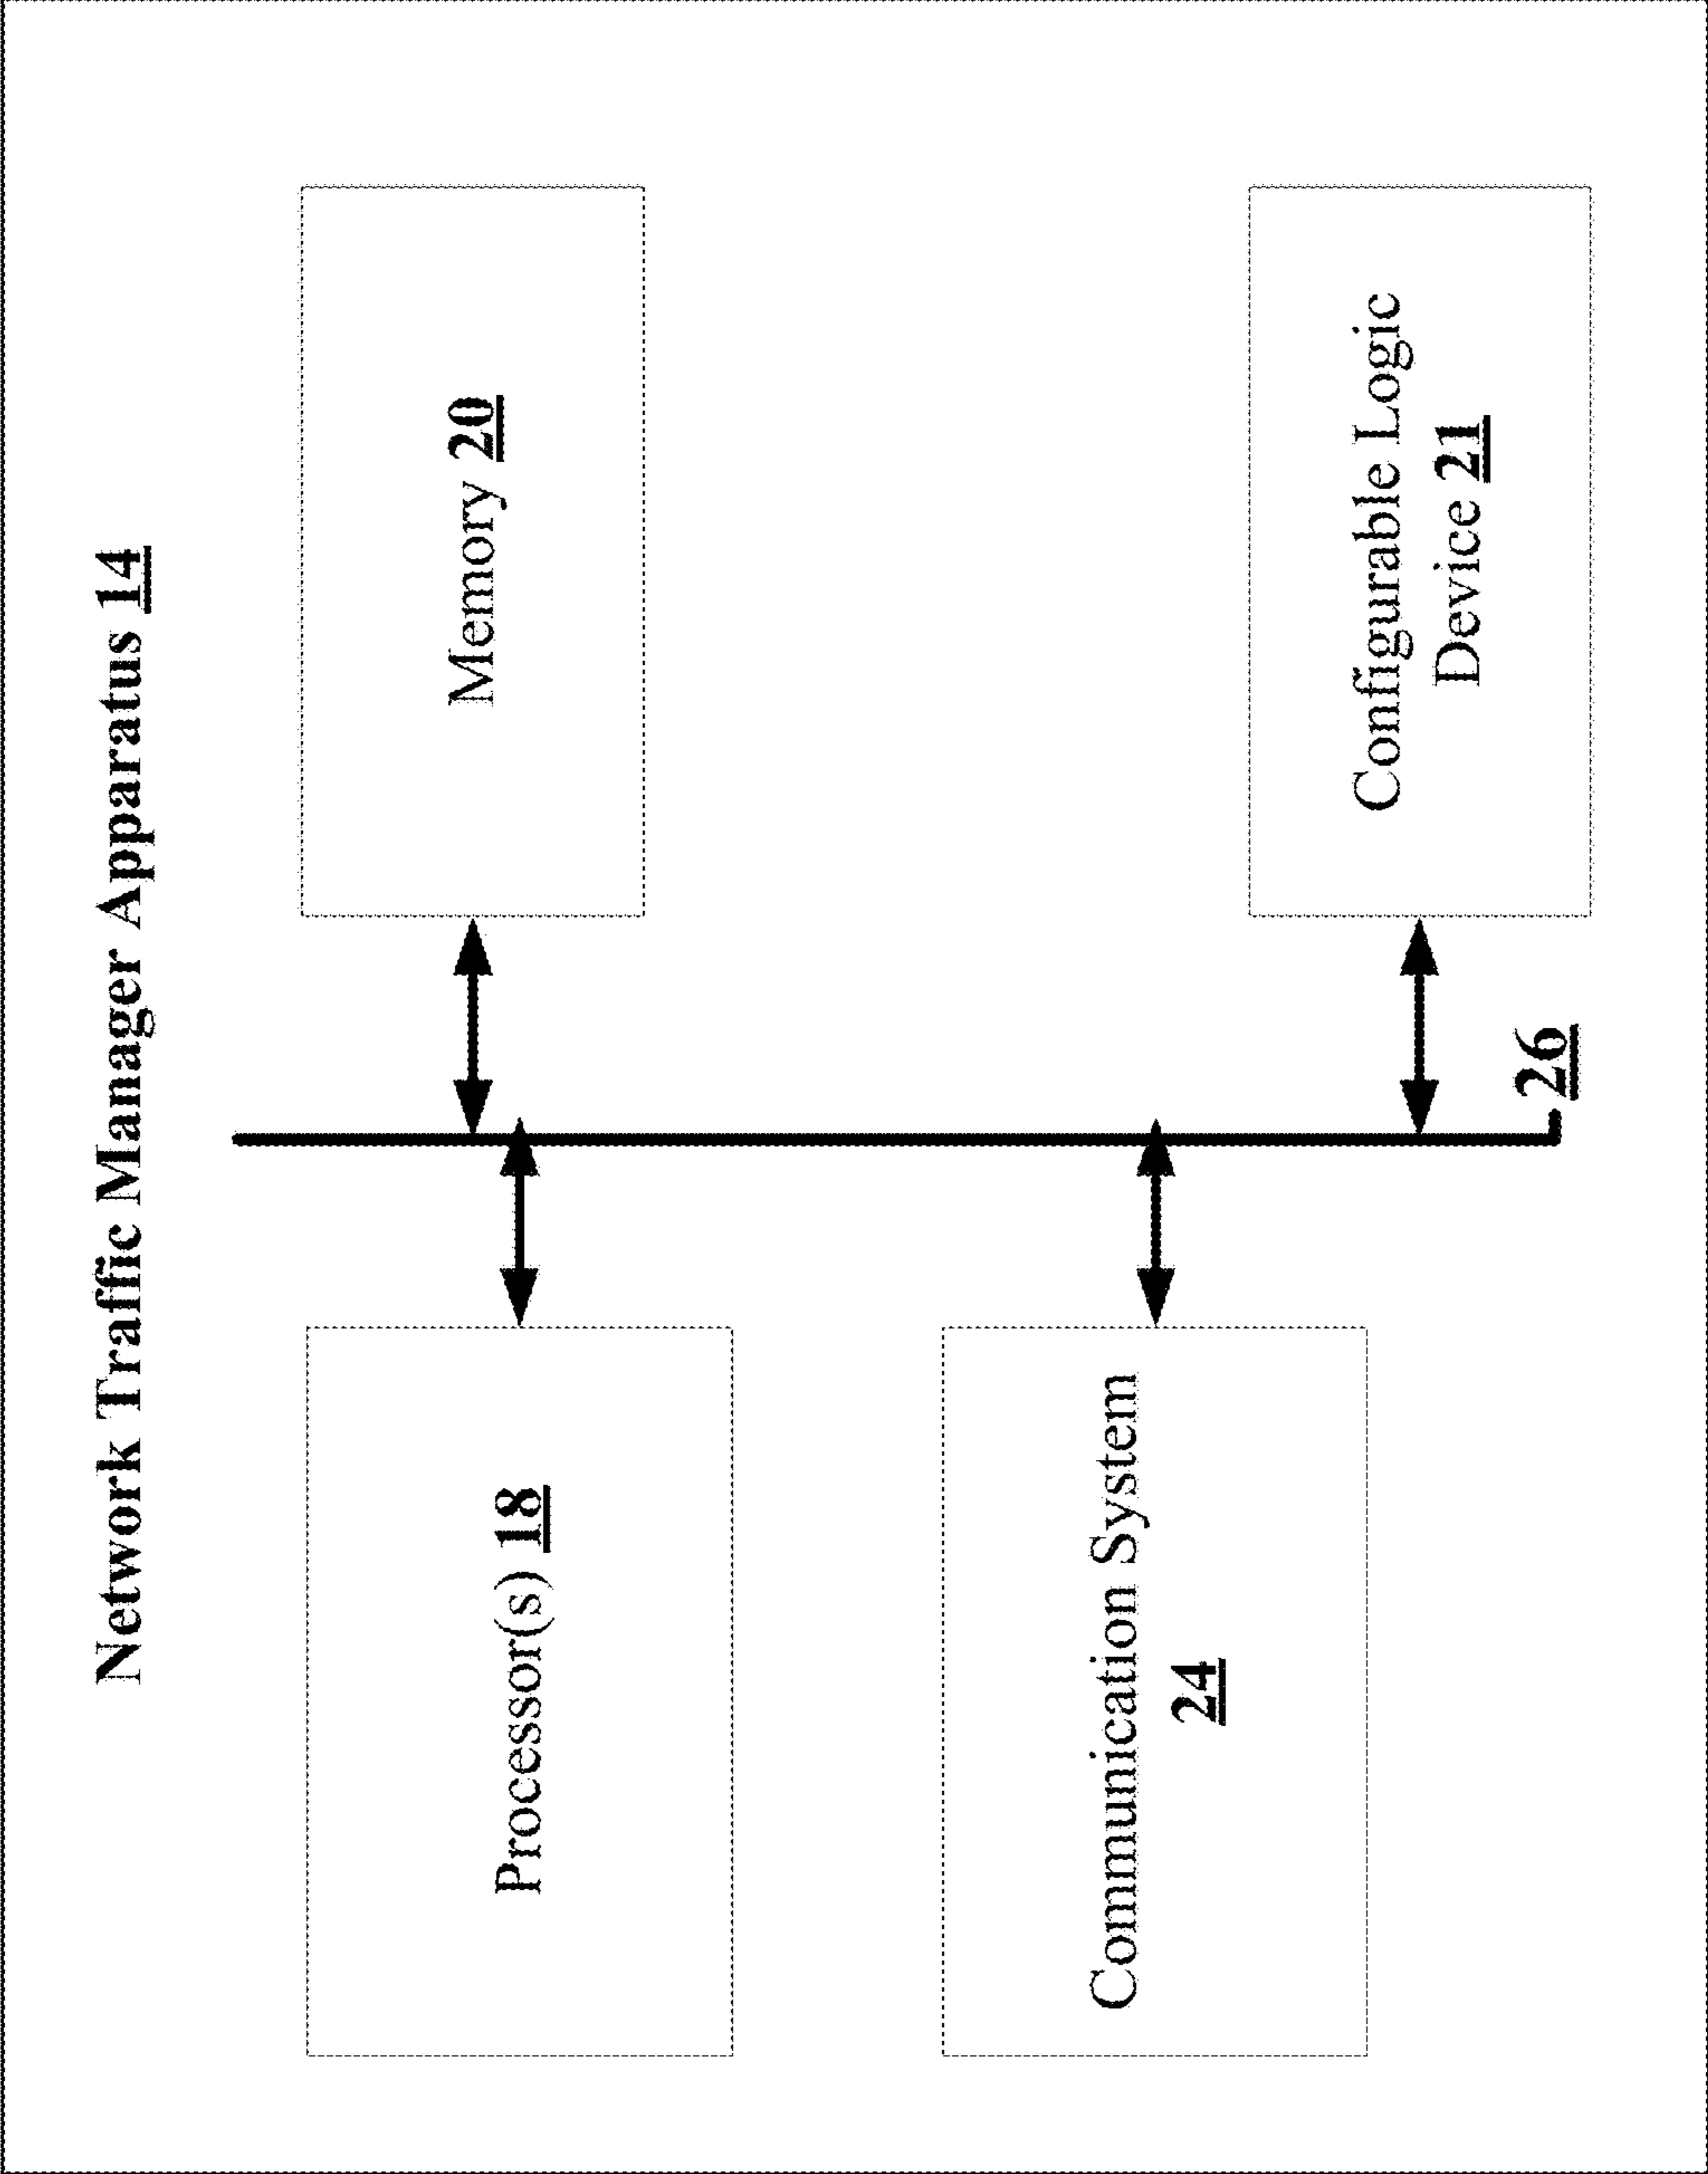 Network Traffic Manager Apparatus 14
Processor(s) 18
Memory 20
Communication System
24
Configurable Logic
Device 21
26